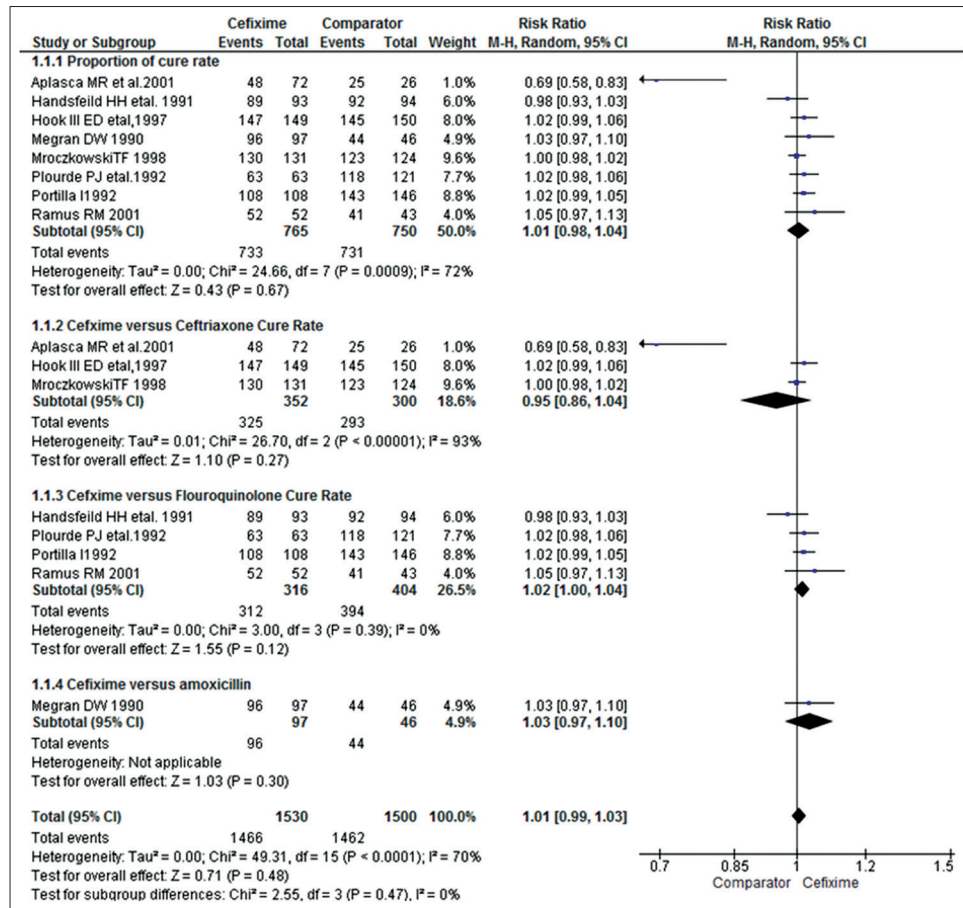 Cefixime Comparator Risk Ratio Risk Ratio
Study or Subgroup Events Total Events Total Weight M-H, Random, 95% CI M-H, Random, 95% CI
1.1.1 Proportion of cure rate
Aplasca MR et al.2001 48 72 25 26 1.0% 0.69 [0.58, 0.83]
Handsfeild HH etal. 1991 89 93 92 94 6.0% 0.98 [0.93, 1.03]
Hook III ED etal,1997 147 149 145 150 8.0% 1.02 [0.99, 1.06]
Megran DW 1990 96 97 44 46 4.9% 1.03 [0.97, 1.10]
MroczkowskiTF 1998 130 131 123 124 9.6% 1.00 [0.98, 1.02]
Plourde PJ etal.1992 63 63 118 121 7.7% 1.02 [0.98, 1.06]
Portilla I1992 108 108 143 146 8.8% 1.02 [0.99, 1.05]
Ramus RM 2001 52 52 41 43 4.0% 1.05 [0.97, 1.13]
Subtotal (95% CI) 765 750 50.0% 1.01 [0.98, 1.04]
Total events 733 731
Heterogeneity: Tau² = 0.00; Chi² = 24.66, df = 7 (P = 0.0009); I² = 72%
Test for overall effect: Z = 0.43 (P = 0.67)
1.1.2 Cefxime versus Ceftriaxone Cure Rate
Aplasca MR et al.2001 48 72 25 26 1.0% 0.69 [0.58, 0.83]
Hook III ED etal,1997 147 149 145 150 8.0% 1.02 [0.99, 1.06]
MroczkowskiTF 1998 130 131 123 124 9.6% 1.00 [0.98, 1.02]
Subtotal (95% CI) 352 300 18.6% 0.95 [0.86, 1.04]
Total events 325 293
Heterogeneity: Tau² = 0.01; Chi² = 26.70, df = 2 (P < 0.00001); I² = 93%
Test for overall effect: Z = 1.10 (P = 0.27)
1.1.3 Cefxime versus Flouroquinolone Cure Rate
Handsfeild HH etal. 1991 89 93 92 94 6.0% 0.98 [0.93, 1.03]
Plourde PJ etal.1992 63 63 118 121 7.7% 1.02 [0.98, 1.06]
Portilla I1992 108 108 143 146 8.8% 1.02 [0.99, 1.05]
Ramus RM 2001 52 52 41 43 4.0% 1.05 [0.97, 1.13]
Subtotal (95% CI) 316 404 26.5% 1.02 [1.00, 1.04]
Total events 312 394
Heterogeneity: Tau² = 0.00; Chi² = 3.00, df = 3 (P = 0.39); I² = 0%
Test for overall effect: Z = 1.55 (P = 0.12)
1.1.4 Cefixime versus amoxicillin
Megran DW 1990 96 97 44 46 4.9% 1.03 [0.97, 1.10]
Subtotal (95% CI) 97 46 4.9% 1.03 [0.97, 1.10]
Total events 96 44
Heterogeneity: Not applicable
Test for overall effect: Z = 1.03 (P = 0.30)
Total (95% CI) 1530 1500 100.0% 1.01 [0.99, 1.03]
Total events 1466 1462
Heterogeneity: Tau² = 0.00; Chi² = 49.31, df = 15 (P < 0.0001); I² = 70%
Test for overall effect: Z = 0.71 (P = 0.48)
Test for subgroup differences: Chi² = 2.55, df = 3 (P = 0.47), I² = 0%
0.7 0.85 1 1.2 1.5
Comparator Cefixime